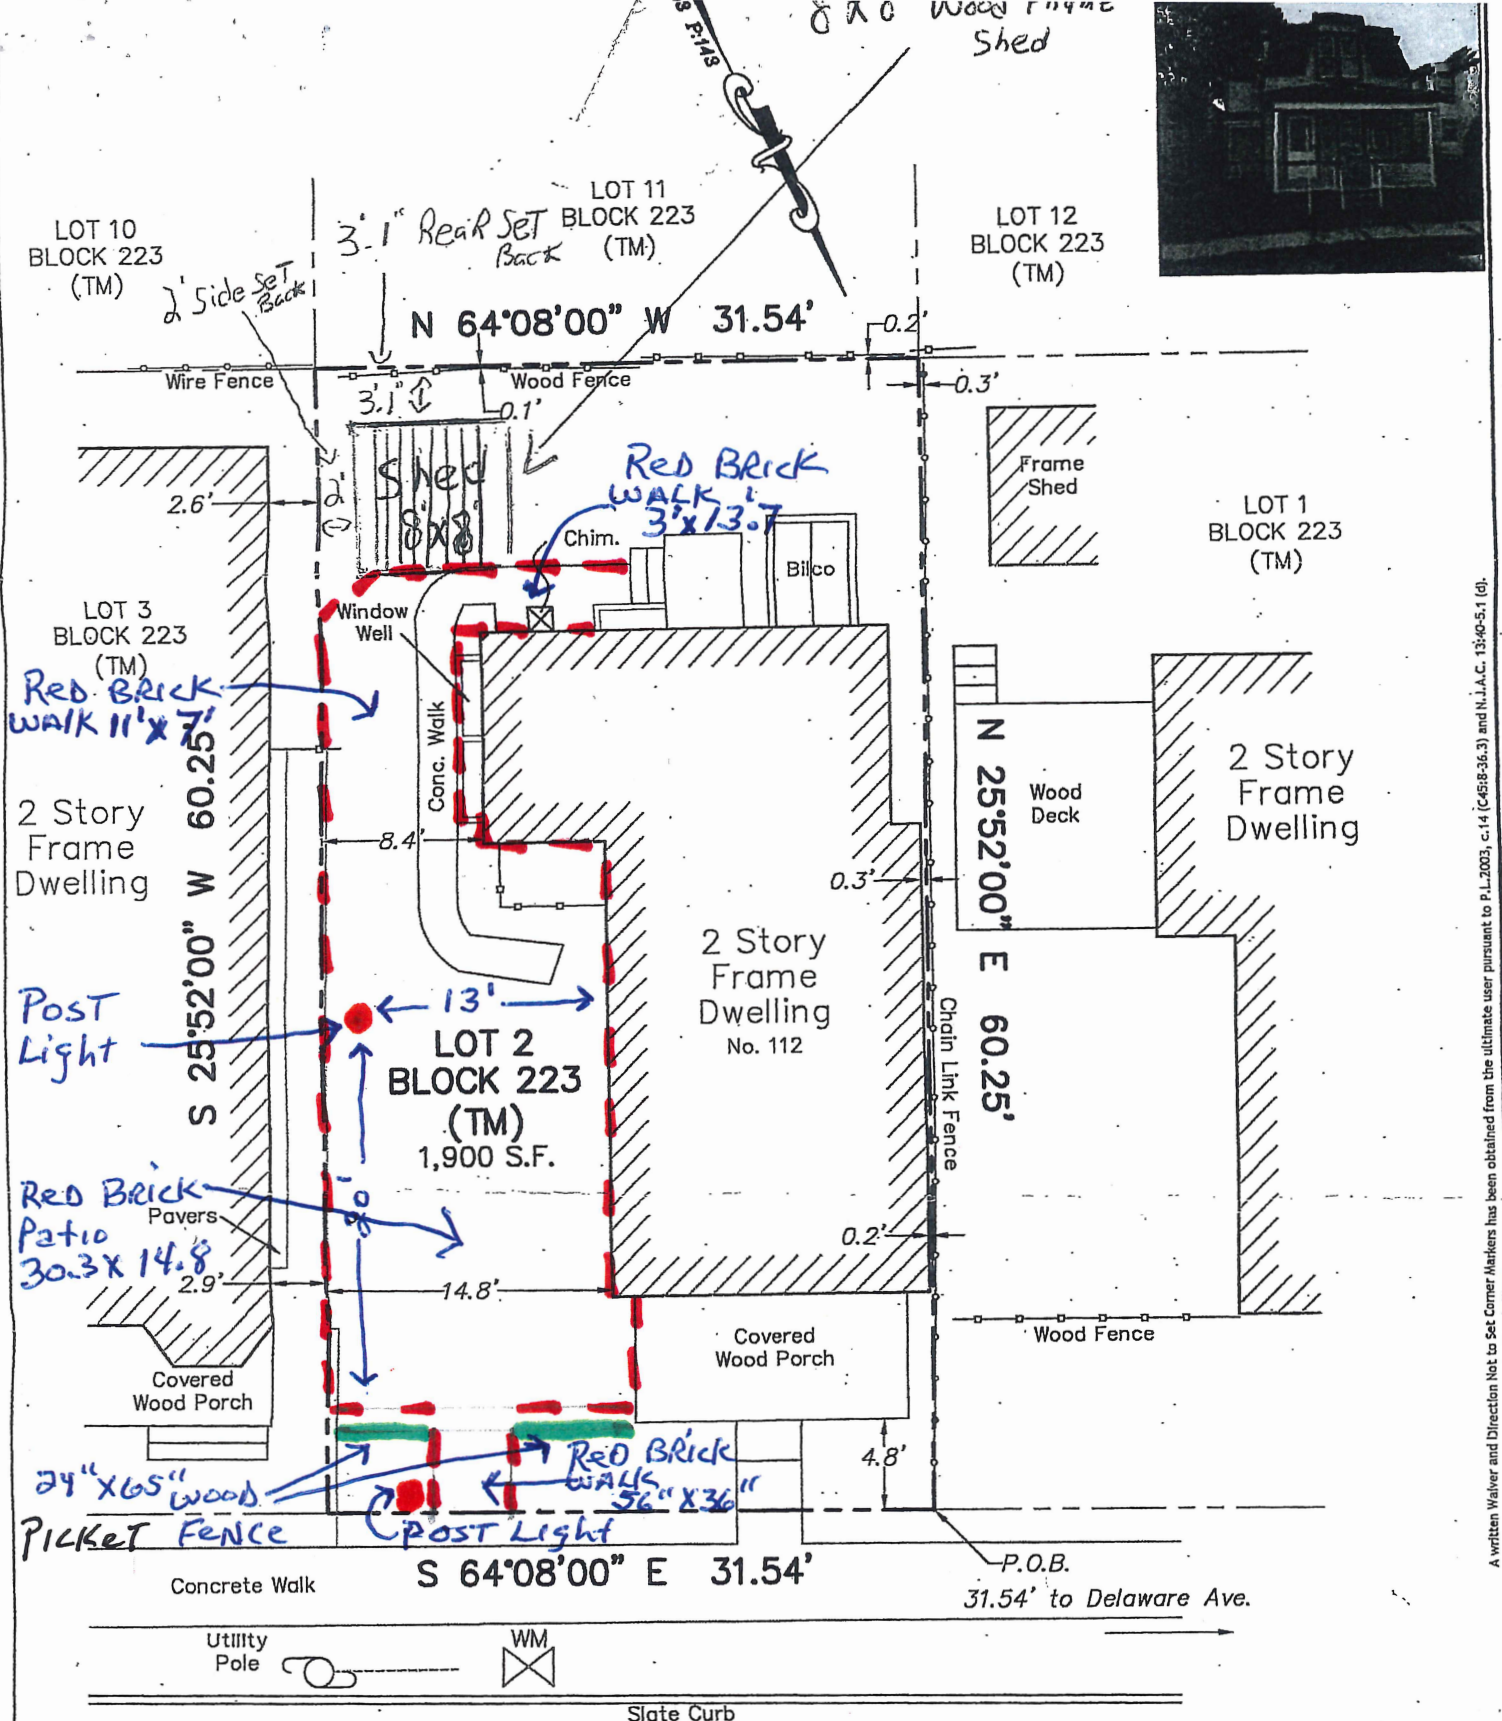 8 x 8 Wood Frame
Shed
P:143
LOT 10
BLOCK 223
(TM)
3'-1" ReaR SeT
Back
LOT 11
BLOCK 223
(TM)
LOT 12
BLOCK 223
(TM)
2' Side SeT
Back
N 64°08'00" W 31.54'
0.2'
Wire Fence
Wood Fence
0.3'
3'.1"
0.1'
Shed
8'x8'
2'
2.6'
ReD BRick
WALK
3'x13.7'
Chim.
Bilco
Frame
Shed
LOT 1
BLOCK 223
(TM)
LOT 3
BLOCK 223
(TM)
Window
Well
ReD BRick
WALK 11'x7'
Conc. Walk
S 25°52'00" W 60.25'
2 Story
Frame
Dwelling
8.4'
0.3'
N 25°52'00" E 60.25'
Wood
Deck
2 Story
Frame
Dwelling
2 Story
Frame
Dwelling
No. 112
Chain Link Fence
POST
Light
13'
LOT 2
BLOCK 223
(TM)
1,900 S.F.
ReD BRick
Patio
30.3 x 14.8
Pavers
2.9'
14.8'
0.2'
Covered
Wood Porch
Covered
Wood Porch
Wood Fence
4.8'
24"X65" WOOD
PICKeT FeNCe
ReD BRick
WALK
56"X36"
POST Light
S 64°08'00" E 31.54'
P.O.B.
31.54' to Delaware Ave.
Concrete Walk
Utility
Pole
WM
Slate Curb
A written Waiver and Direction Not to Set Corner Markers has been obtained from the ultimate user pursuant to P.L.2003, c.14 (C45:8-36.3) and N.J.A.C. 13:40-5.1 (d).